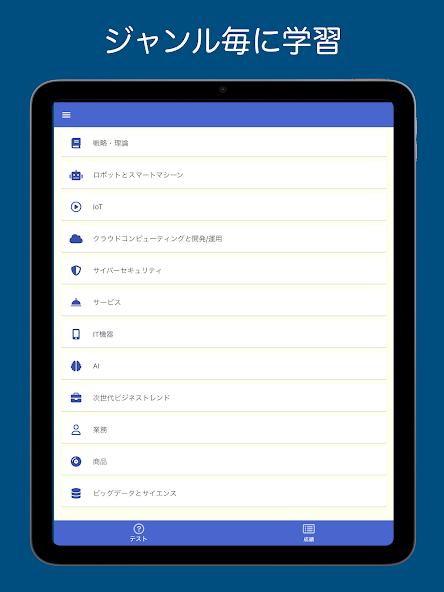 ジャンル毎に学習
戦略・理論
ロボットとスマートマシーン
IoT
クラウドコンピューティングと開発/運用
サイバーセキュリティ
サービス
IT機器
AI
次世代ビジネストレンド
業務
商品
ビッグデータとサイエンス
テスト
成績